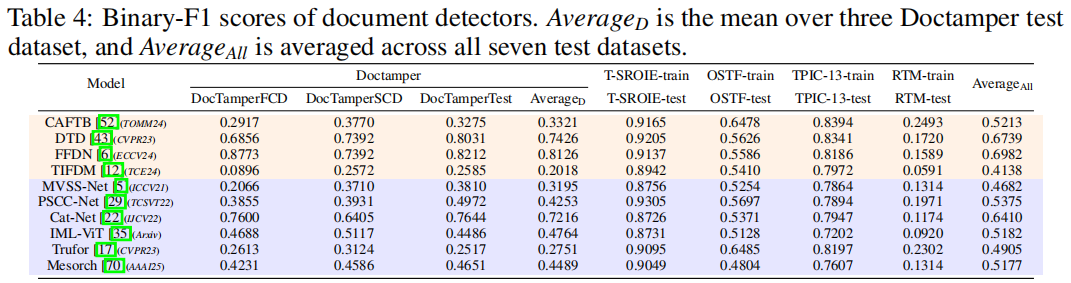 Table 4: Binary-F1 scores of document detectors. Average_D is the mean over three Doctamper test
dataset, and Average_All is averaged across all seven test datasets.
Model Doctamper T-SROIE-train OSTF-train TPIC-13-train RTM-train Average_All
DocTamperFCD DocTamperSCD DocTamperTest Average_D T-SROIE-test OSTF-test TPIC-13-test RTM-test
CAFTB [52](TOMM24) 0.2917 0.3770 0.3275 0.3321 0.9165 0.6478 0.8394 0.2493 0.5213
DTD [43](CVPR23) 0.6856 0.7392 0.8031 0.7426 0.9205 0.5626 0.8341 0.1720 0.6739
FFDN [6](ECCV24) 0.8773 0.7392 0.8212 0.8126 0.9137 0.5586 0.8186 0.1589 0.6982
TIFDM [12](TCE24) 0.0896 0.2572 0.2585 0.2018 0.8942 0.5410 0.7972 0.0591 0.4138
MVSS-Net [5](ICCV21) 0.2066 0.3710 0.3810 0.3195 0.8756 0.5254 0.7864 0.1314 0.4682
PSCC-Net [29](TCSVT22) 0.3855 0.3931 0.4972 0.4253 0.9305 0.5697 0.7894 0.1971 0.5375
Cat-Net [22](IJCV22) 0.7600 0.6405 0.7644 0.7216 0.8726 0.5371 0.7947 0.1174 0.6410
IML-ViT [35](Arxiv) 0.4688 0.5117 0.4486 0.4764 0.8731 0.5128 0.7202 0.0920 0.5182
Trufor [17](CVPR23) 0.2613 0.3124 0.2517 0.2751 0.9095 0.6485 0.8197 0.2302 0.4905
Mesorch [70](AAAI25) 0.4231 0.4586 0.4651 0.4489 0.9049 0.4804 0.7607 0.1314 0.5177